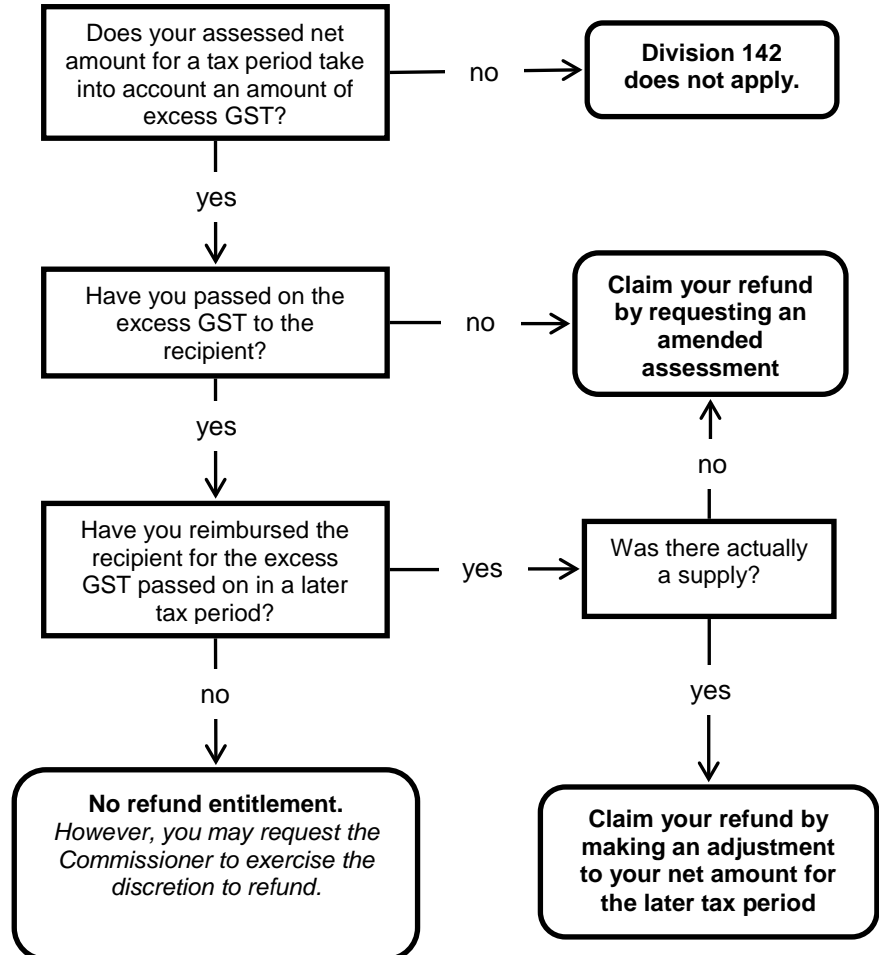 Does your assessed net
amount for a tax period take
into account an amount of
excess GST?
no
Division 142
does not apply.
yes
Have you passed on the
excess GST to the
recipient?
no
Claim your refund
by requesting an
amended
assessment
yes
no
Have you reimbursed the
recipient for the excess
GST passed on in a later
tax period?
yes
Was there actually
a supply?
no
yes
No refund entitlement.
However, you may request the
Commissioner to exercise the
discretion to refund.
Claim your refund by
making an adjustment
to your net amount for
the later tax period